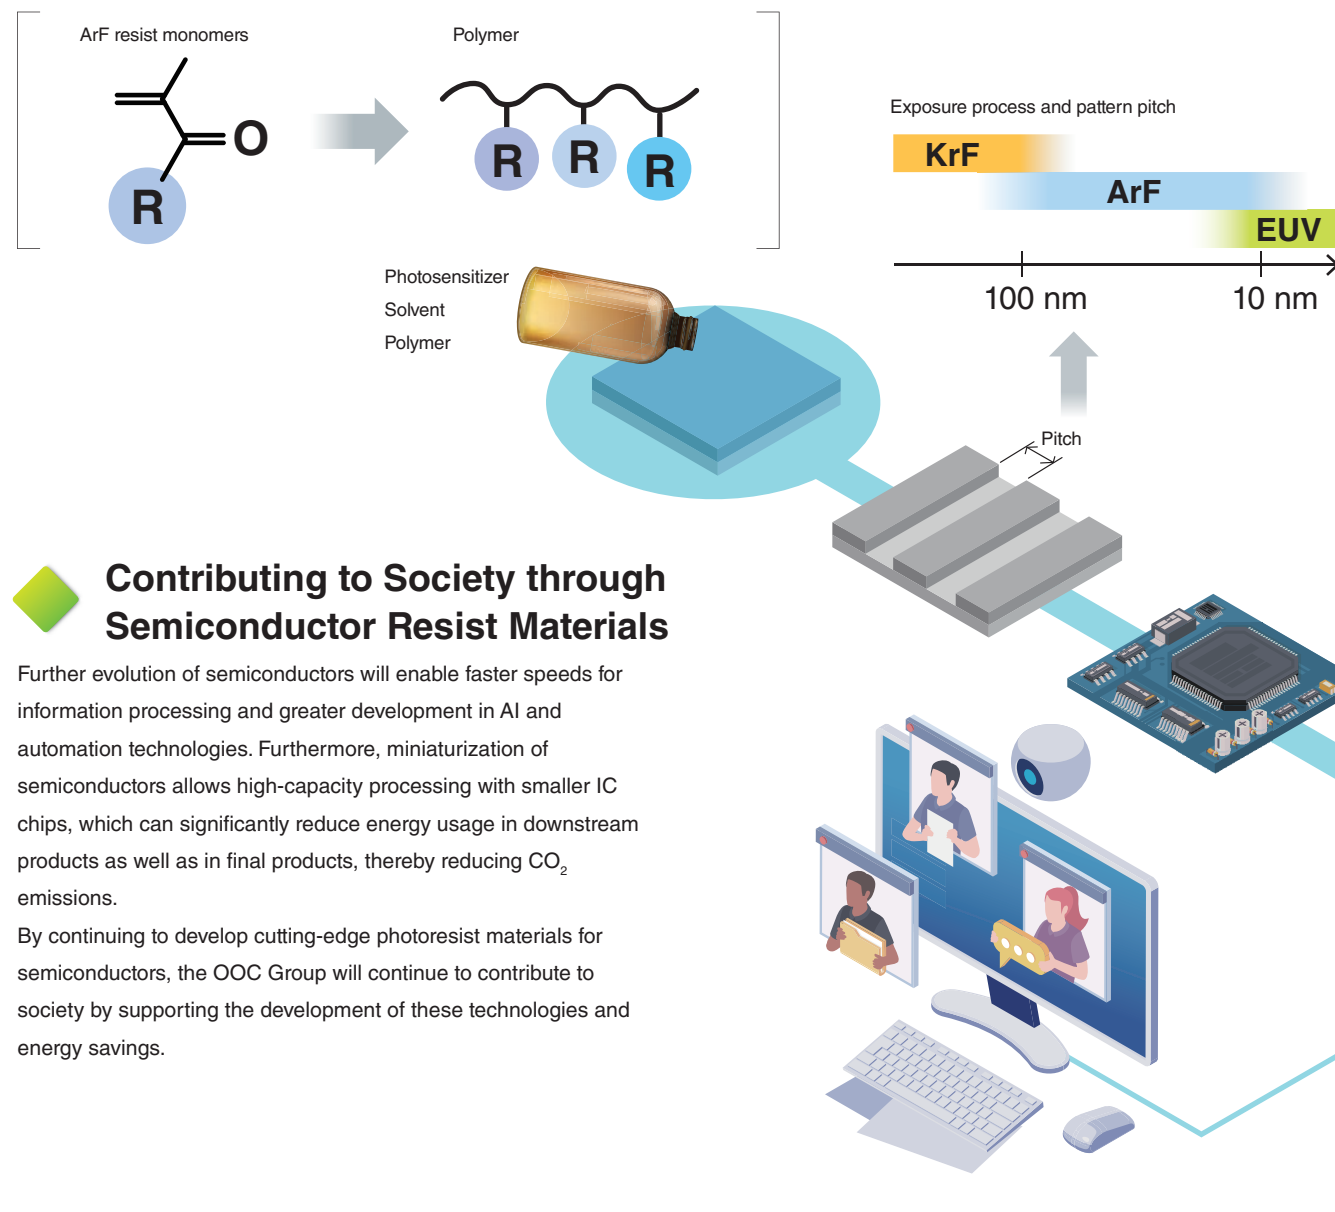 ArF resist monomers
Polymer
O
R
R
R
R
Exposure process and pattern pitch
KrF
ArF
EUV
100 nm
10 nm
Photosensitizer
Solvent
Polymer
Pitch
Contributing to Society through
Semiconductor Resist Materials
Further evolution of semiconductors will enable faster speeds for
information processing and greater development in AI and
automation technologies. Furthermore, miniaturization of
semiconductors allows high-capacity processing with smaller IC
chips, which can significantly reduce energy usage in downstream
products as well as in final products, thereby reducing CO₂
emissions.
By continuing to develop cutting-edge photoresist materials for
semiconductors, the OOC Group will continue to contribute to
society by supporting the development of these technologies and
energy savings.